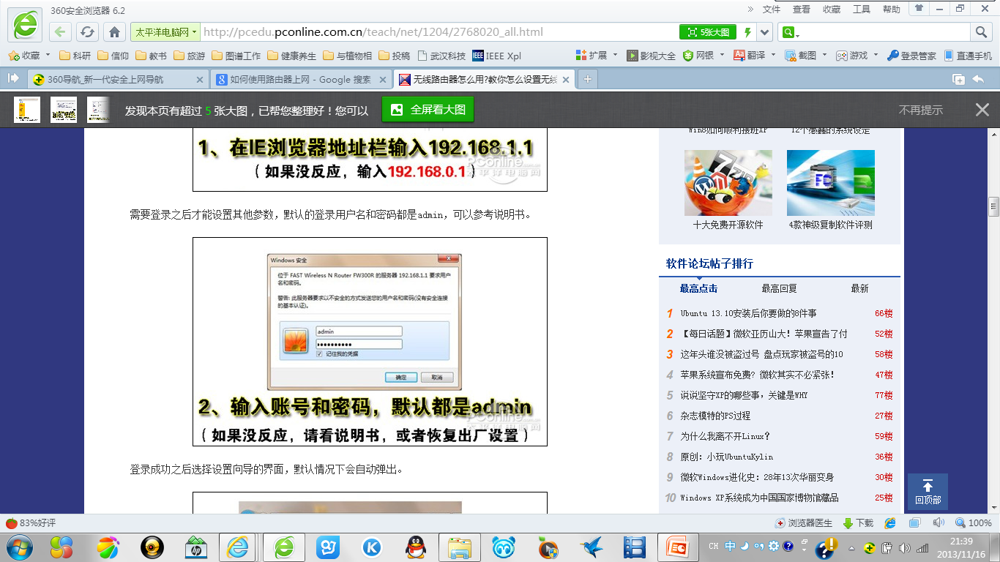 360安全浏览器 6.2
» 文件 查看 收藏 工具 帮助
太平洋电脑网 http://pcedu.pconline.com.cn/teach/net/1204/2768020_all.html 5张大图
收藏 科研 信仰 教书 旅游 图谱工作 健康养生 与植物相 投稿 武汉科技 IEEE IEEE Xpl 扩展 影视大全 网银 翻译 截图 游戏 登录管家 直通手机
360导航_新一代安全上网导航 如何使用路由器上网 - Google 搜索 无线路由器怎么用?教你怎么设置无线
发现本页有超过 5 张大图，已帮您整理好！您可以 全屏看大图 不再提示
1、在IE浏览器地址栏输入192.168.1.1
（如果没反应，输入192.168.0.1）
PConline
太平洋电脑网
需要登录之后才能设置其他参数，默认的登录用户名和密码都是admin，可以参考说明书。
Windows 安全
位于 FAST Wireless N Router FW300R 的服务器 192.168.1.1 要求用户
名和密码。
警告: 此服务器要求以不安全的方式发送您的用户名和密码(没有安全连接
的基本认证)。
admin
••••••••••
记住我的凭据
确定 取消
2、输入账号和密码，默认都是admin
（如果没反应，请看说明书，或者恢复出厂设置）
PConline
太平洋电脑网
登录成功之后选择设置向导的界面，默认情况下会自动弹出。
7ZIP
FC
十大免费开源软件 4款神级复制软件评测
软件论坛帖子排行
最高点击 最高回复 最新
1 Ubuntu 13.10安装后你要做的8件事 66楼
2 【每日话题】微软亚历山大！苹果宣告了付 52楼
3 这年头谁没被盗过号 盘点玩家被盗号的10 58楼
4 苹果系统宣布免费？微软其实不必紧张！ 47楼
5 说说坚守XP的哪些事，关键是WHY 77楼
6 杂志模特的PS过程 27楼
7 为什么我离不开Linux？ 59楼
8 原创：小玩UbuntuKylin 36楼
9 微软Windows进化史：28年13次华丽变身 30楼
10 Windows XP系统成为中国国家博物馆藏品 25楼
回顶部
83%好评 浏览器医生 下载 100%
CH 中 21:39
2013/11/16